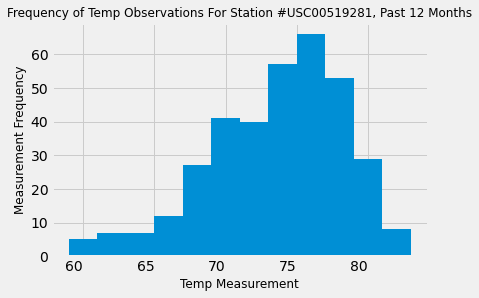 Frequency of Temp Observations For Station #USC00519281, Past 12 Months
Measurement Frequency
60
50
40
30
20
10
0
60 65 70 75 80
Temp Measurement